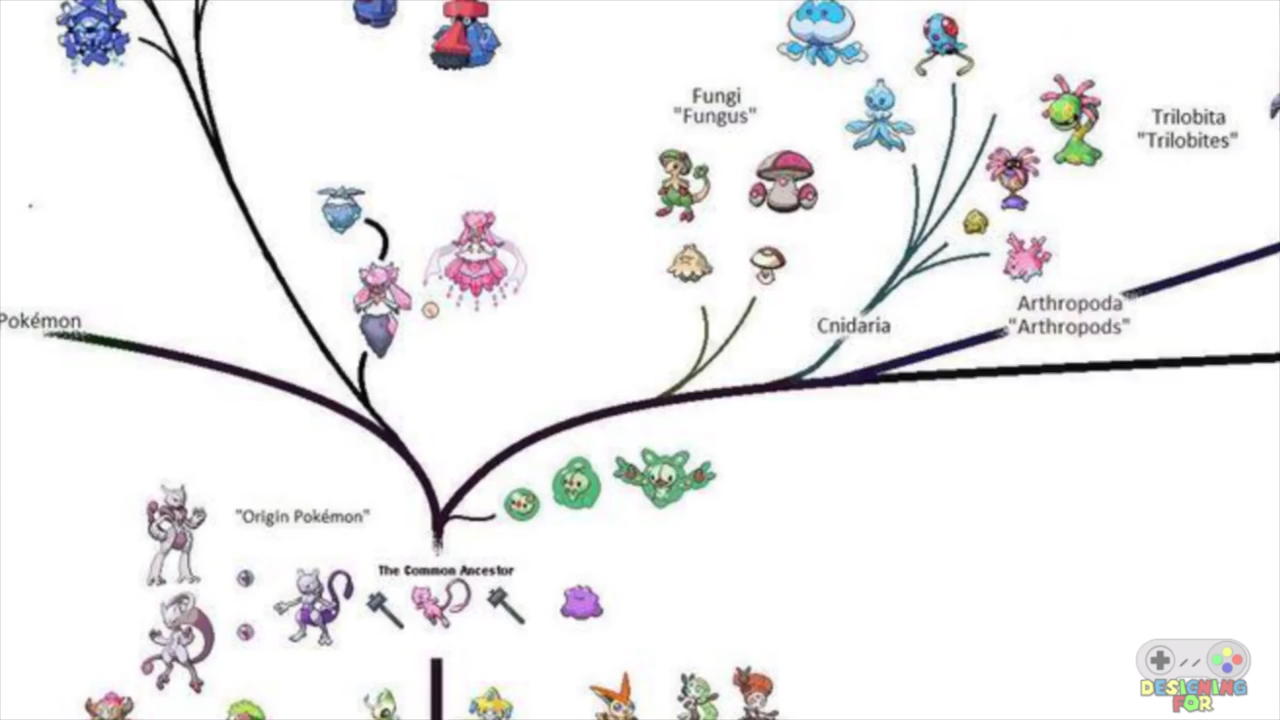 Fungi
"Fungus"
Trilobita
"Trilobites"
Pokémon
Cnidaria
Arthropoda
"Arthropods"
"Origin Pokémon"
The Common Ancestor
DESIGNING
FOR